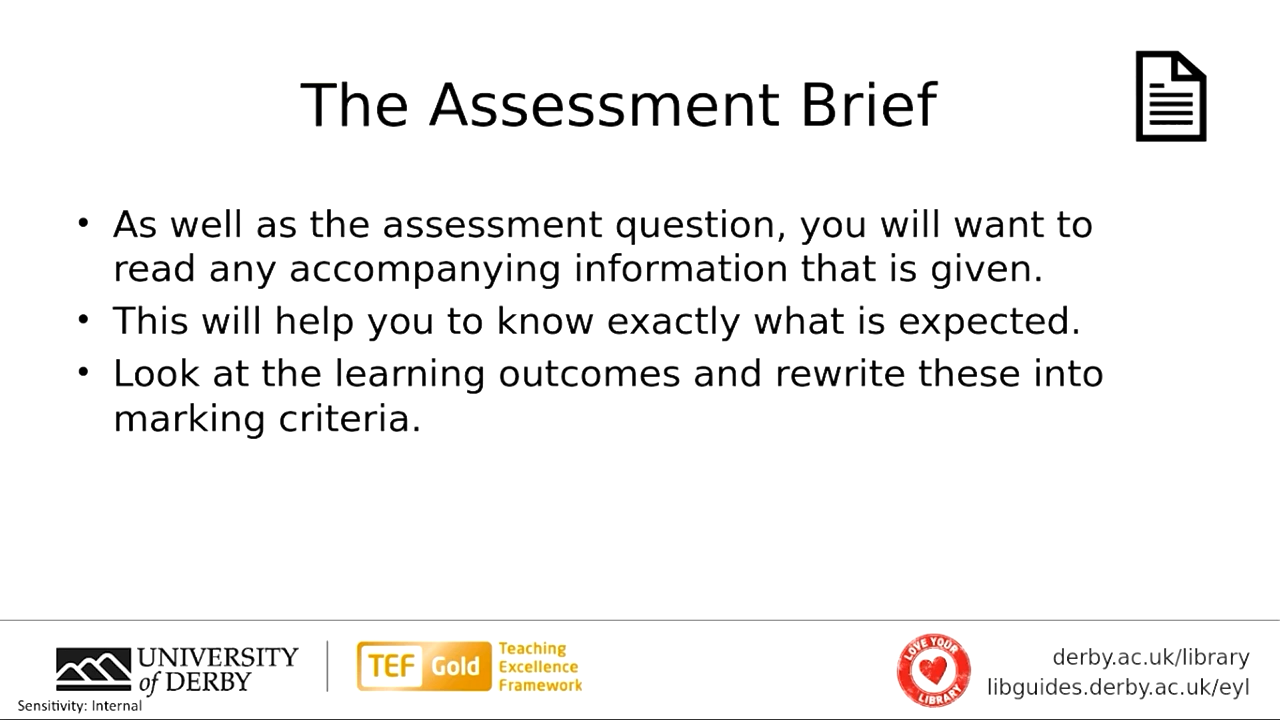 The Assessment Brief
• As well as the assessment question, you will want to
read any accompanying information that is given.
• This will help you to know exactly what is expected.
• Look at the learning outcomes and rewrite these into
marking criteria.
UNIVERSITY
of DERBY
TEF Gold
Teaching
Excellence
Framework
LOVE YOUR
LIBRARY
derby.ac.uk/library
libguides.derby.ac.uk/eyl
Sensitivity: Internal